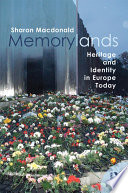 Sharon Macdonald
Memorylands
Heritage
and
Identity
in Europe
Today